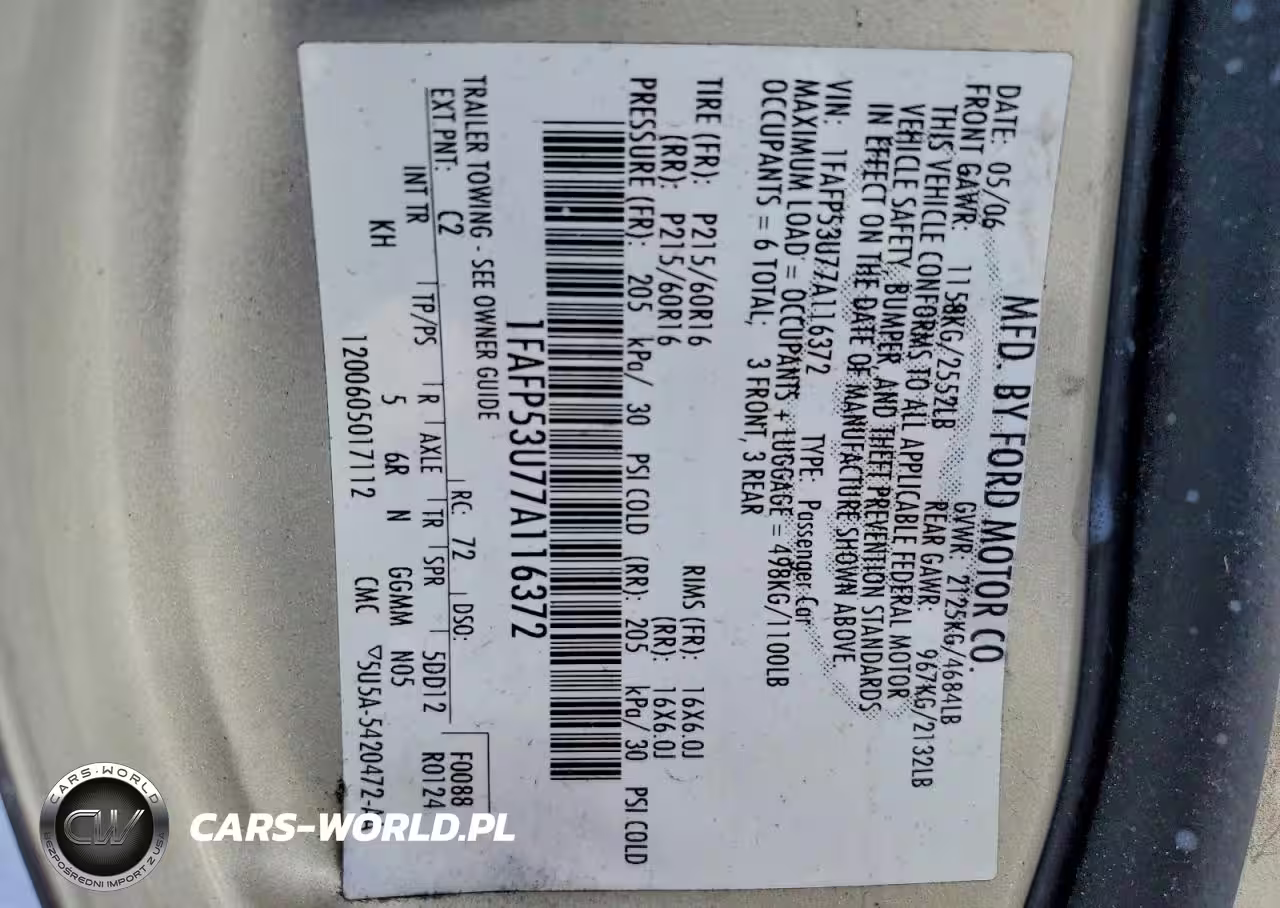 MFD. BY FORD MOTOR CO.
DATE: 05/06 GVWR: 2125KG/4684LB
FRONT GAWR: 1158KG/2552LB REAR GAWR: 967KG/2132LB
THIS VEHICLE CONFORMS TO ALL APPLICABLE FEDERAL MOTOR
VEHICLE SAFETY, BUMPER, AND THEFT PREVENTION STANDARDS
IN EFFECT ON THE DATE OF MANUFACTURE SHOWN ABOVE
VIN: 1FAFP53U77A116372 TYPE: Passenger Car
MAXIMUM LOAD = OCCUPANTS + LUGGAGE = 498KG/1100LB
OCCUPANTS = 6 TOTAL, 3 FRONT, 3 REAR
TIRE (FR): P215/60R16 RIMS (FR): 16X6.0J
(RR): P215/60R16 (RR): 16X6.0J
PRESSURE (FR): 205 kPa/ 30 PSI COLD (RR): 205 kPa/ 30 PSI COLD
1FAFP53U77A116372
TRAILER TOWING - SEE OWNER GUIDE
F0088
R0124
EXT PNT: C2 RC: 72 DSO:
INT TR TP/PS R AXLE TR SPR 5DD12
KH 5 6R N GGMM N05
1200605017112 CMC ▽5U5A-5420472-
CARS-WORLD
CW
BEZPOŚREDNI IMPORT Z USA
CARS-WORLD.PL